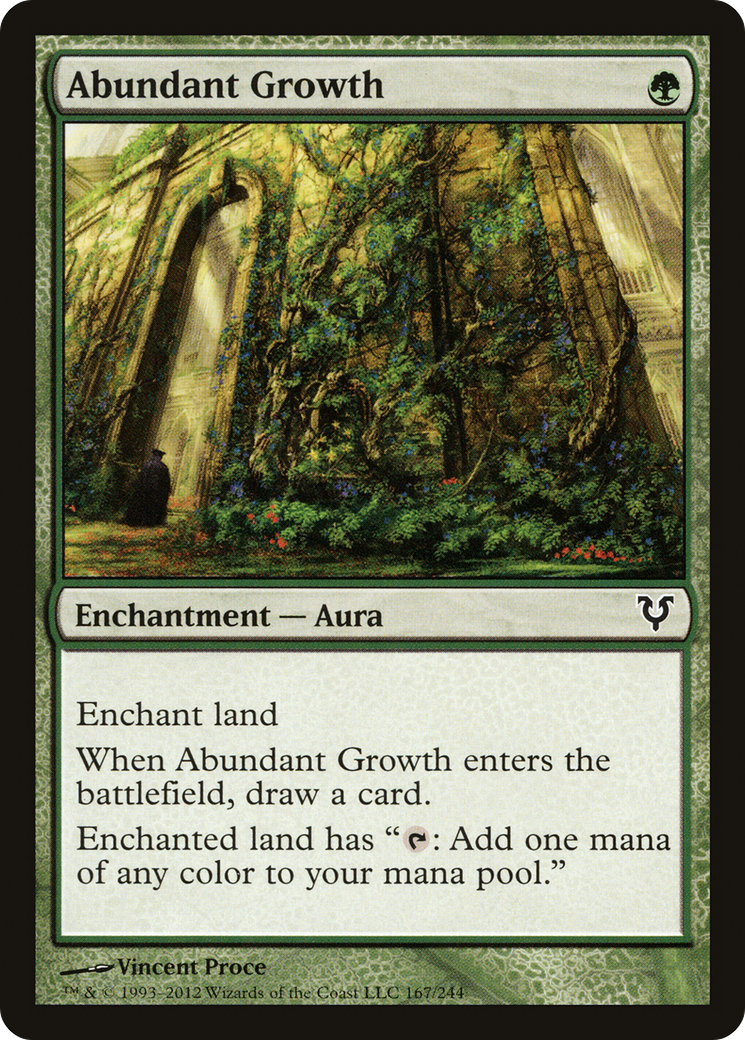 Abundant Growth
Enchantment — Aura
Enchant land
When Abundant Growth enters the
battlefield, draw a card.
Enchanted land has “: Add one mana
of any color to your mana pool.”
Vincent Proce
™ & © 1993–2012 Wizards of the Coast LLC 167/244